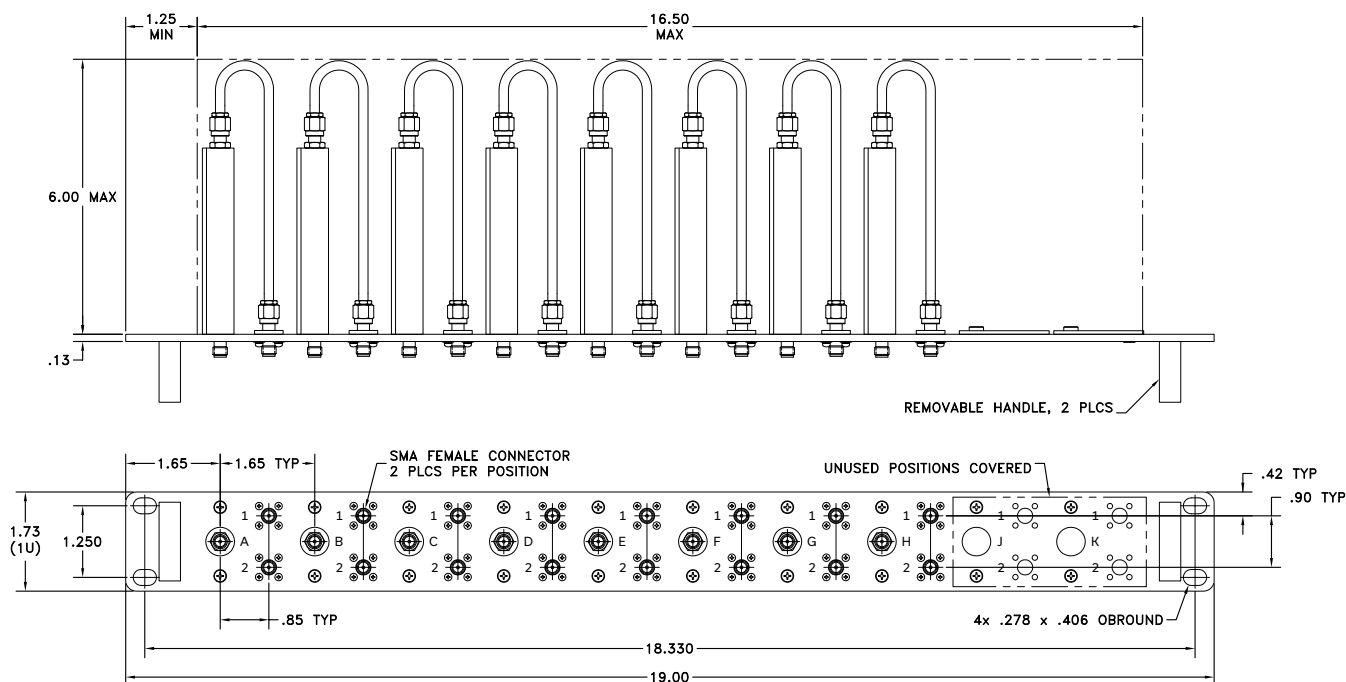 1.25
MIN
16.50
MAX
6.00 MAX
.13
REMOVABLE HANDLE, 2 PLCS
1.65
1.65 TYP
SMA FEMALE CONNECTOR
2 PLCS PER POSITION
UNUSED POSITIONS COVERED
.42 TYP
.90 TYP
1.73
(1U)
1.250
1 1 1 1 1 1 1 1 1 1
A B C D E F G H J K
2 2 2 2 2 2 2 2 2 2
.85 TYP
4x .278 x .406 OBROUND
18.330
19.00